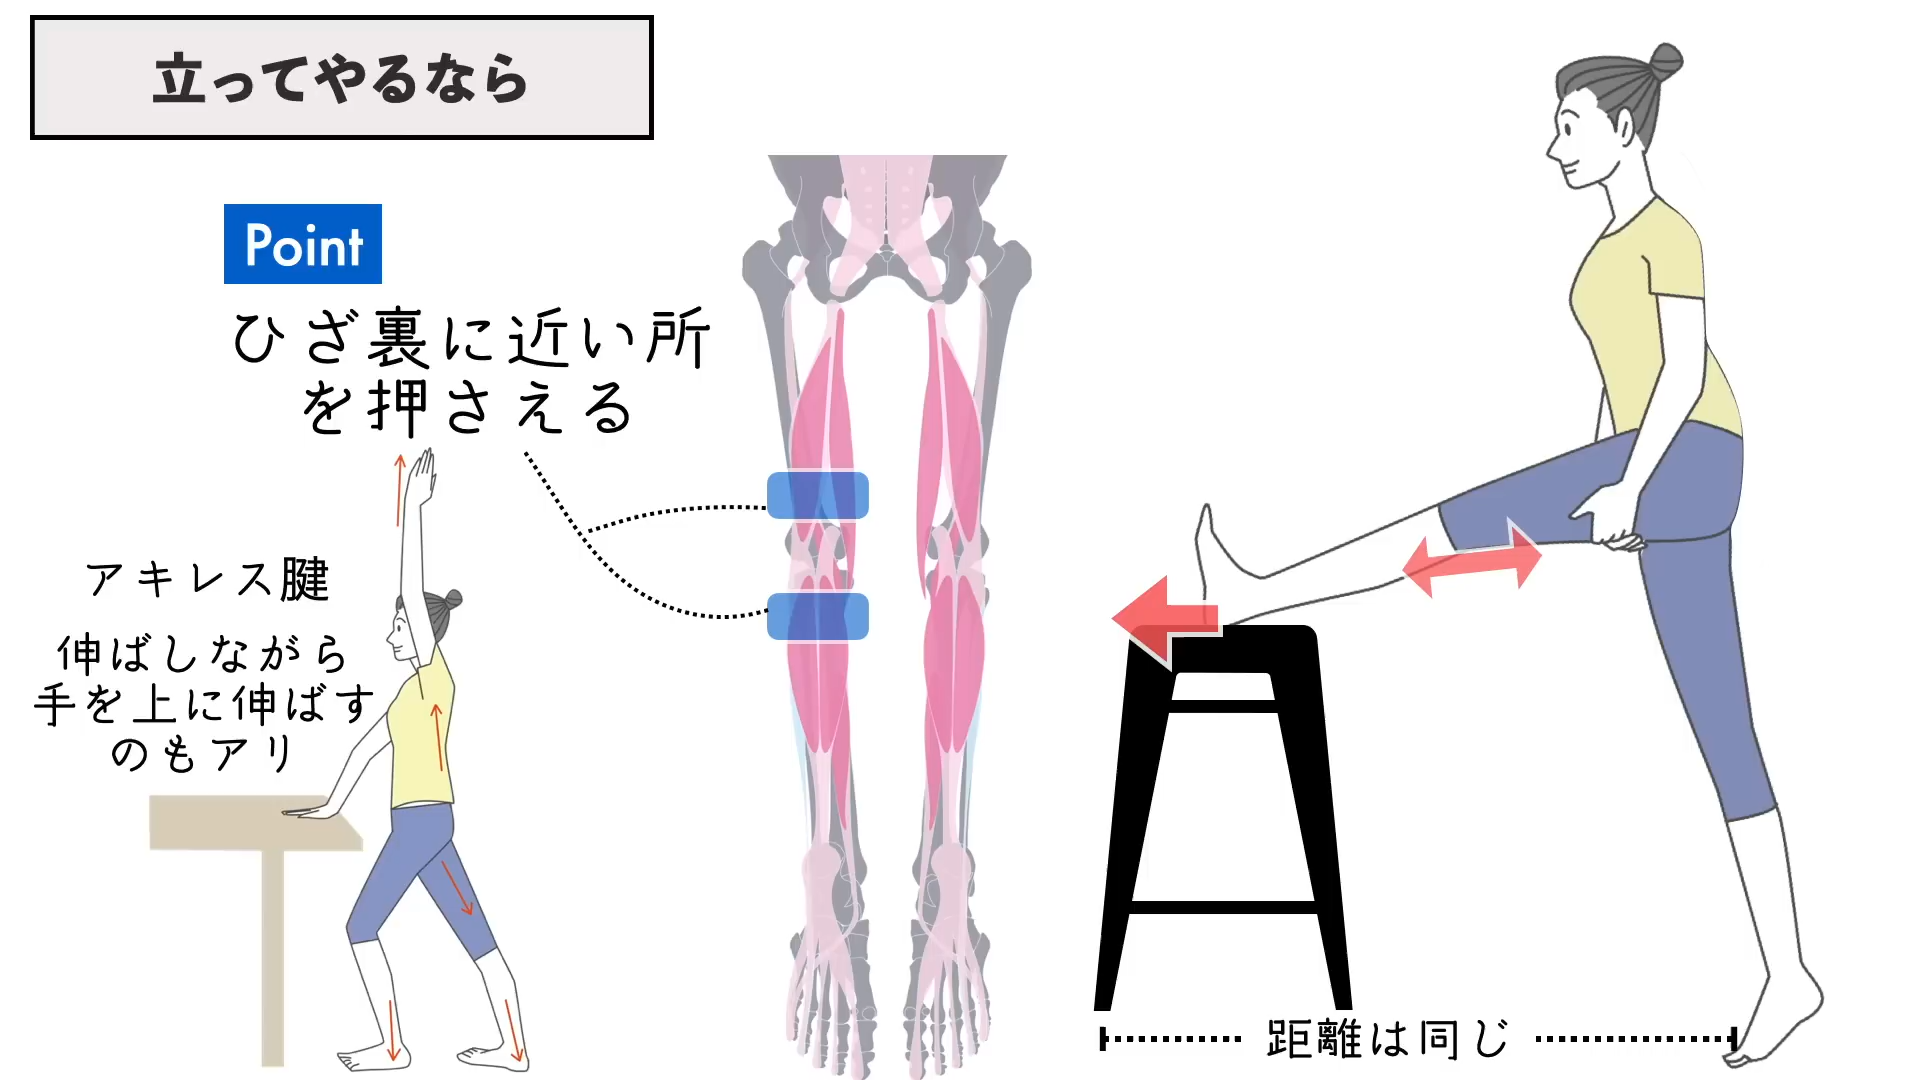 立ってやるなら
Point
ひざ裏に近い所
を押さえる
アキレス腱
伸ばしながら
手を上に伸ばす
のもアリ
距離は同じ